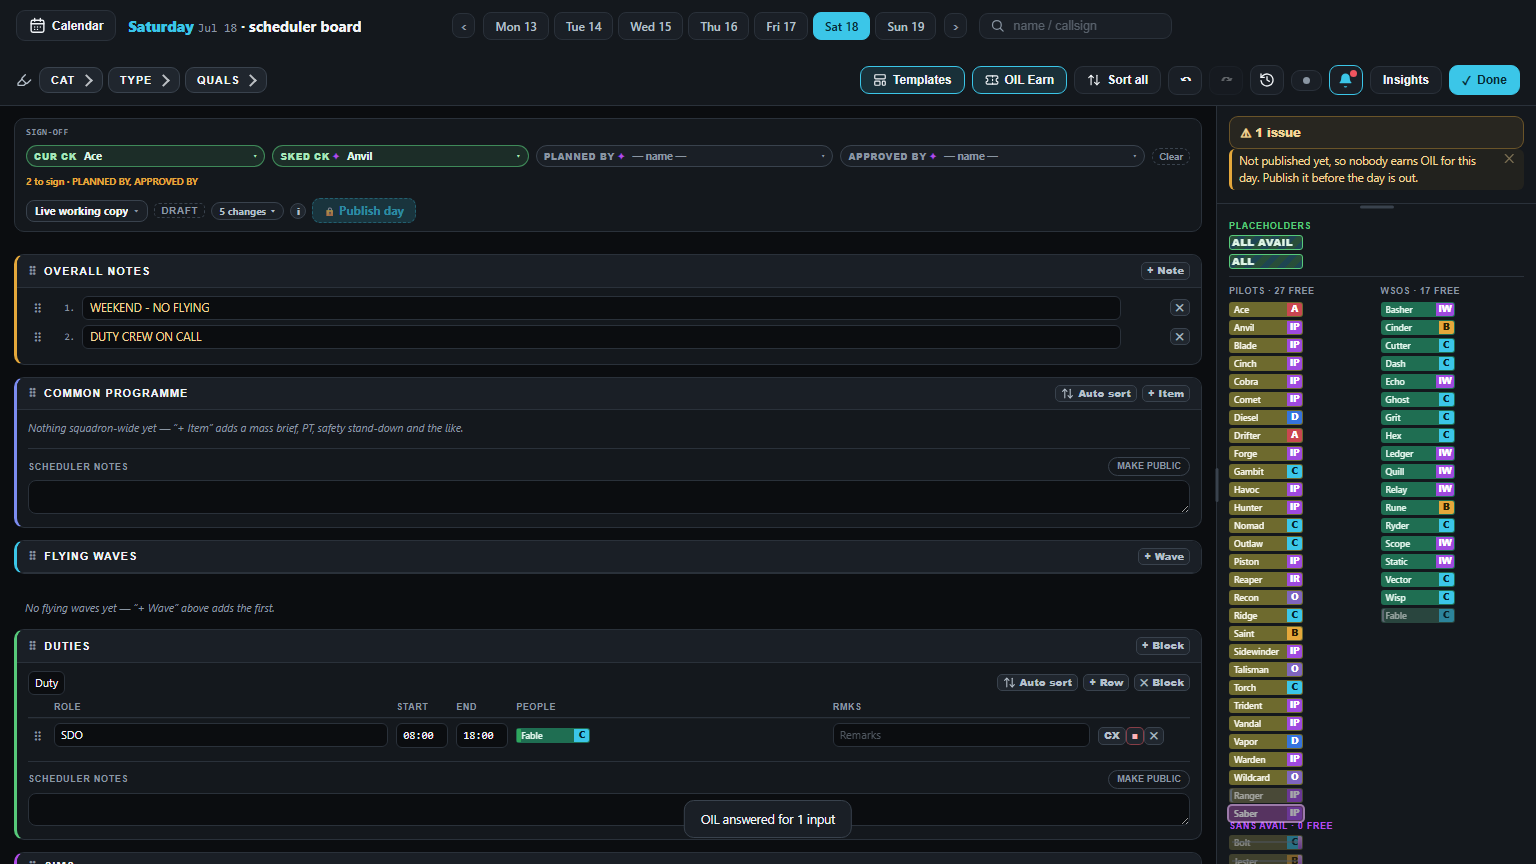 Calendar
Saturday Jul 18 · scheduler board
‹ Mon 13 Tue 14 Wed 15 Thu 16 Fri 17 Sat 18 Sun 19 ›
name / callsign
CAT TYPE QUALS
Templates OIL Earn Sort all Insights ✓ Done
SIGN-OFF
CUR CK Ace
SKED CK ✦ Anvil
PLANNED BY ✦ — name —
APPROVED BY ✦ — name —
Clear
2 to sign · PLANNED BY, APPROVED BY
Live working copy DRAFT 5 changes i Publish day
OVERALL NOTES + Note
1. WEEKEND - NO FLYING ✕
2. DUTY CREW ON CALL ✕
COMMON PROGRAMME Auto sort + Item
Nothing squadron-wide yet — "+ Item" adds a mass brief, PT, safety stand-down and the like.
SCHEDULER NOTES MAKE PUBLIC
FLYING WAVES + Wave
No flying waves yet — "+ Wave" above adds the first.
DUTIES + Block
Duty Auto sort + Row ✕ Block
ROLE START END PEOPLE RMKS
SDO 08:00 18:00 Fable C Remarks CX ✕
SCHEDULER NOTES MAKE PUBLIC
OIL answered for 1 input
⚠ 1 issue
Not published yet, so nobody earns OIL for this
day. Publish it before the day is out.
PLACEHOLDERS
ALL AVAIL
ALL
PILOTS · 27 FREE
Ace A
Anvil IP
Blade IP
Cinch IP
Cobra IP
Comet IP
Diesel D
Drifter A
Forge IP
Gambit C
Havoc IP
Hunter IP
Nomad C
Outlaw C
Piston IP
Reaper IR
Recon O
Ridge C
Saint B
Sidewinder IP
Talisman O
Torch C
Trident IP
Vandal IP
Vapor D
Warden IP
Wildcard O
Ranger IP
Saber IP
SANS AVAIL · 0 FREE
Bolt C
Jester B
WSOS · 17 FREE
Basher IW
Cinder B
Cutter C
Dash C
Echo IW
Ghost C
Grit C
Hex C
Ledger IW
Quill IW
Relay IW
Rune B
Ryder C
Scope IW
Static IW
Vector C
Wisp C
Fable C